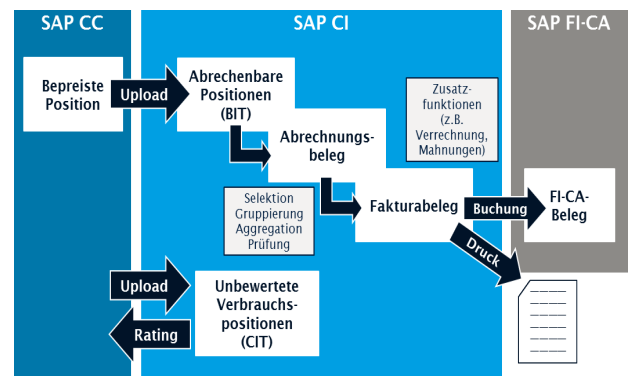 SAP CC
SAP CI
SAP FI-CA
Bepreiste
Position
Upload
Abrechenbare
Positionen
(BIT)
Zusatz-
funktionen
(z.B.
Verrechnung,
Mahnungen)
Abrechnungs-
beleg
Selektion
Gruppierung
Aggregation
Prüfung
Fakturabeleg
Buchung
FI-CA-
Beleg
Druck
Upload
Rating
Unbewertete
Verbrauchs-
positionen
(CIT)